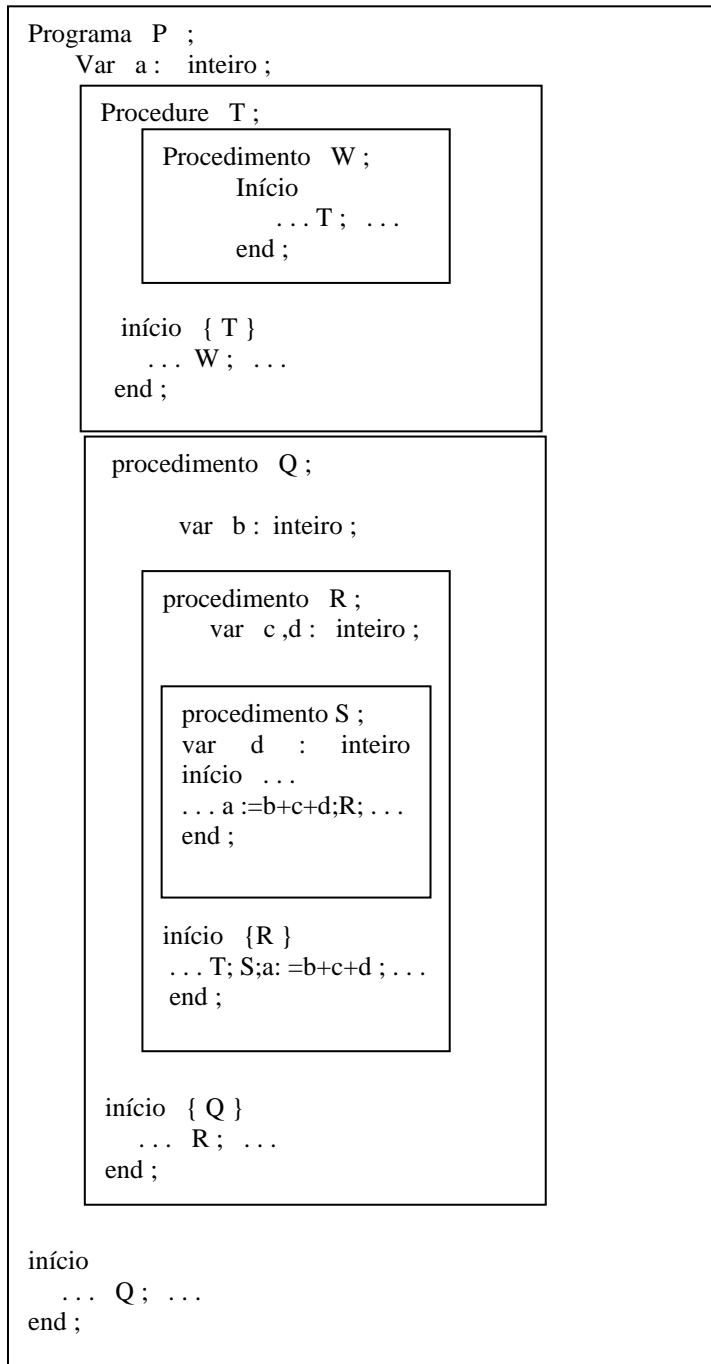 Programa P ;
Var a : inteiro ;
Procedure T ;
Procedimento W ;
Início
. . . T ; . . .
end ;
início { T }
. . . W ; . . .
end ;
procedimento Q ;
var b : inteiro ;
procedimento R ;
var c ,d : inteiro ;
procedimento S ;
var d : inteiro
início . . .
. . . a :=b+c+d;R; . . .
end ;
início {R }
. . . T; S;a: =b+c+d ; . . .
end ;
início { Q }
. . . R ; . . .
end ;
início
. . . Q ; . . .
end ;